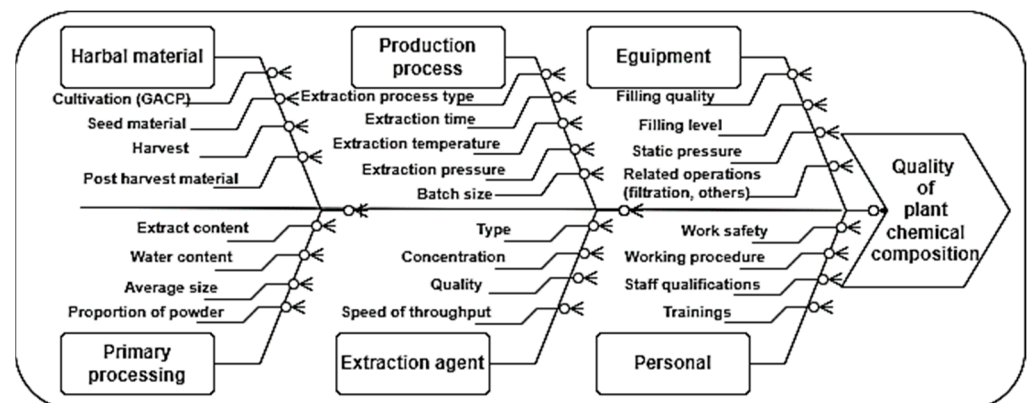 Harbal material
Cultivation (GACP)
Seed material
Harvest
Post harvest material
Production
process
Extraction process type
Extraction time
Extraction temperature
Extraction pressure
Batch size
Eguipment
Filling quality
Filling level
Static pressure
Related operations
(filtration, others)
Quality
of
plant
chemical
composition
Extract content
Water content
Average size
Proportion of powder
Primary
processing
Type
Concentration
Quality
Speed of throughput
Extraction agent
Work safety
Working procedure
Staff qualifications
Trainings
Personal